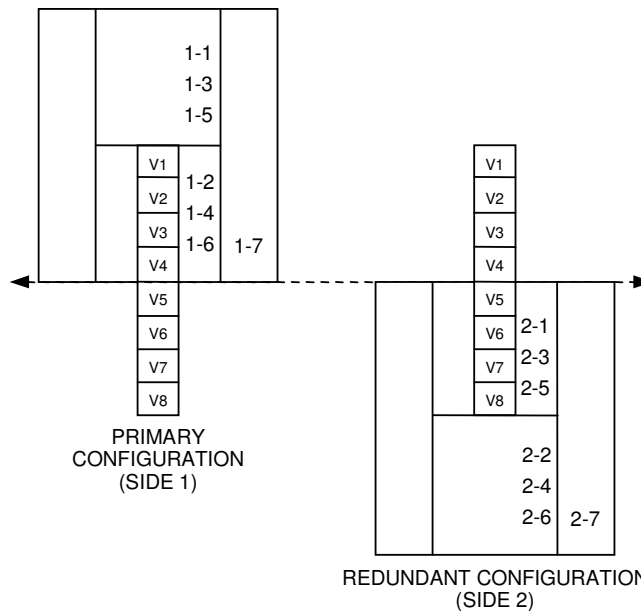 1-1
1-3
1-5
V1
V2
V3
V4
V5
V6
V7
V8
1-2
1-4
1-6
1-7
PRIMARY
CONFIGURATION
(SIDE 1)
V1
V2
V3
V4
V5
V6
V7
V8
2-1
2-3
2-5
2-2
2-4
2-6
2-7
REDUNDANT CONFIGURATION
(SIDE 2)